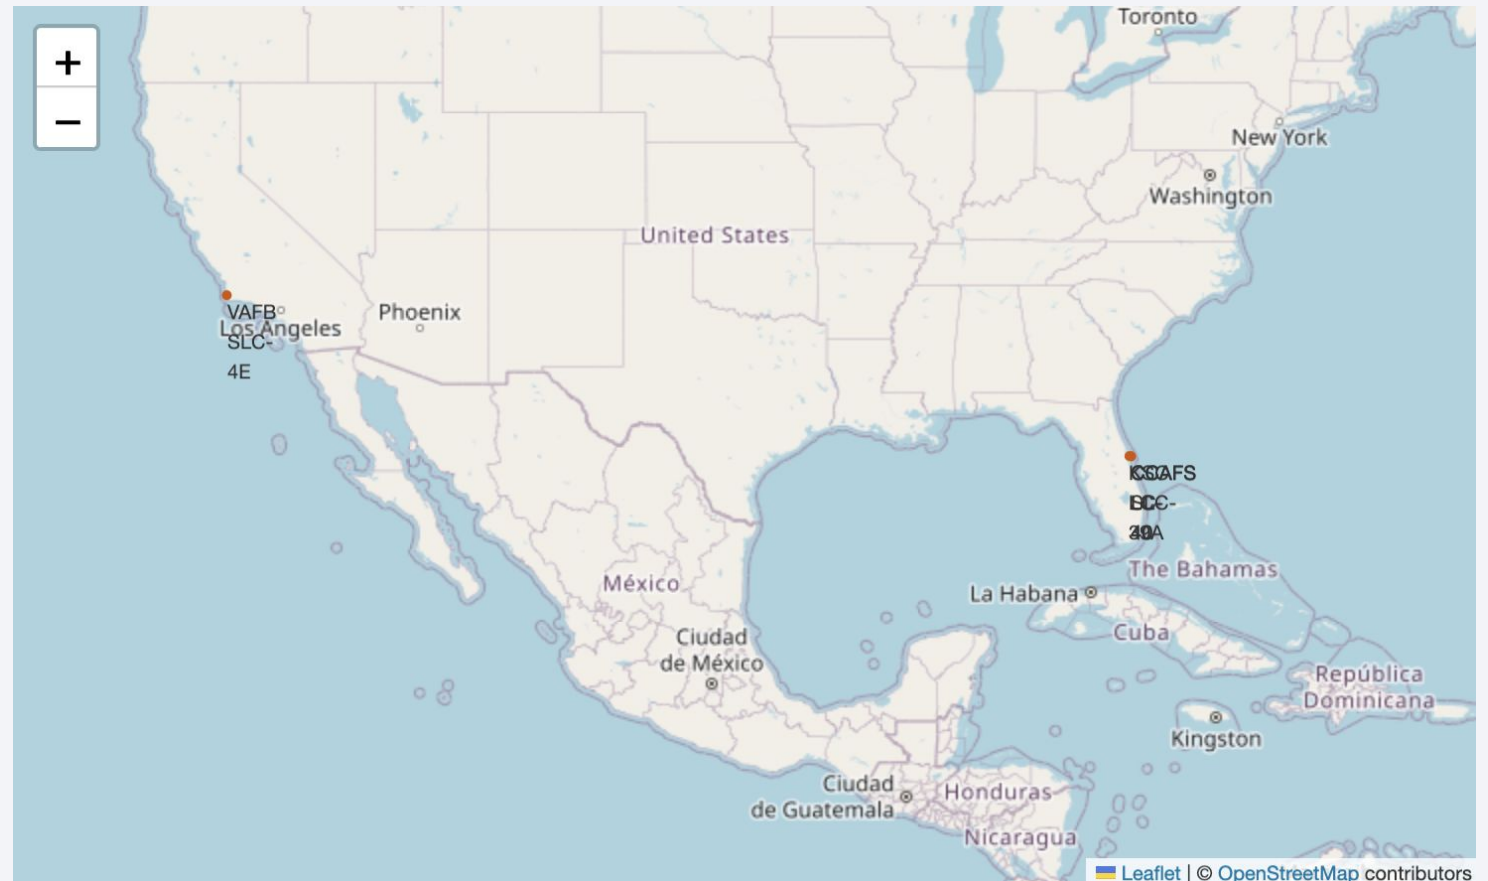 +
−
Toronto
New York
Washington
United States
Phoenix
VAFB
Los Angeles
SLC-
4E
México
Ciudad
de México
La Habana
The Bahamas
Cuba
República
Dominicana
Kingston
Ciudad
de Guatemala
Honduras
Nicaragua
Leaflet | © OpenStreetMap contributors